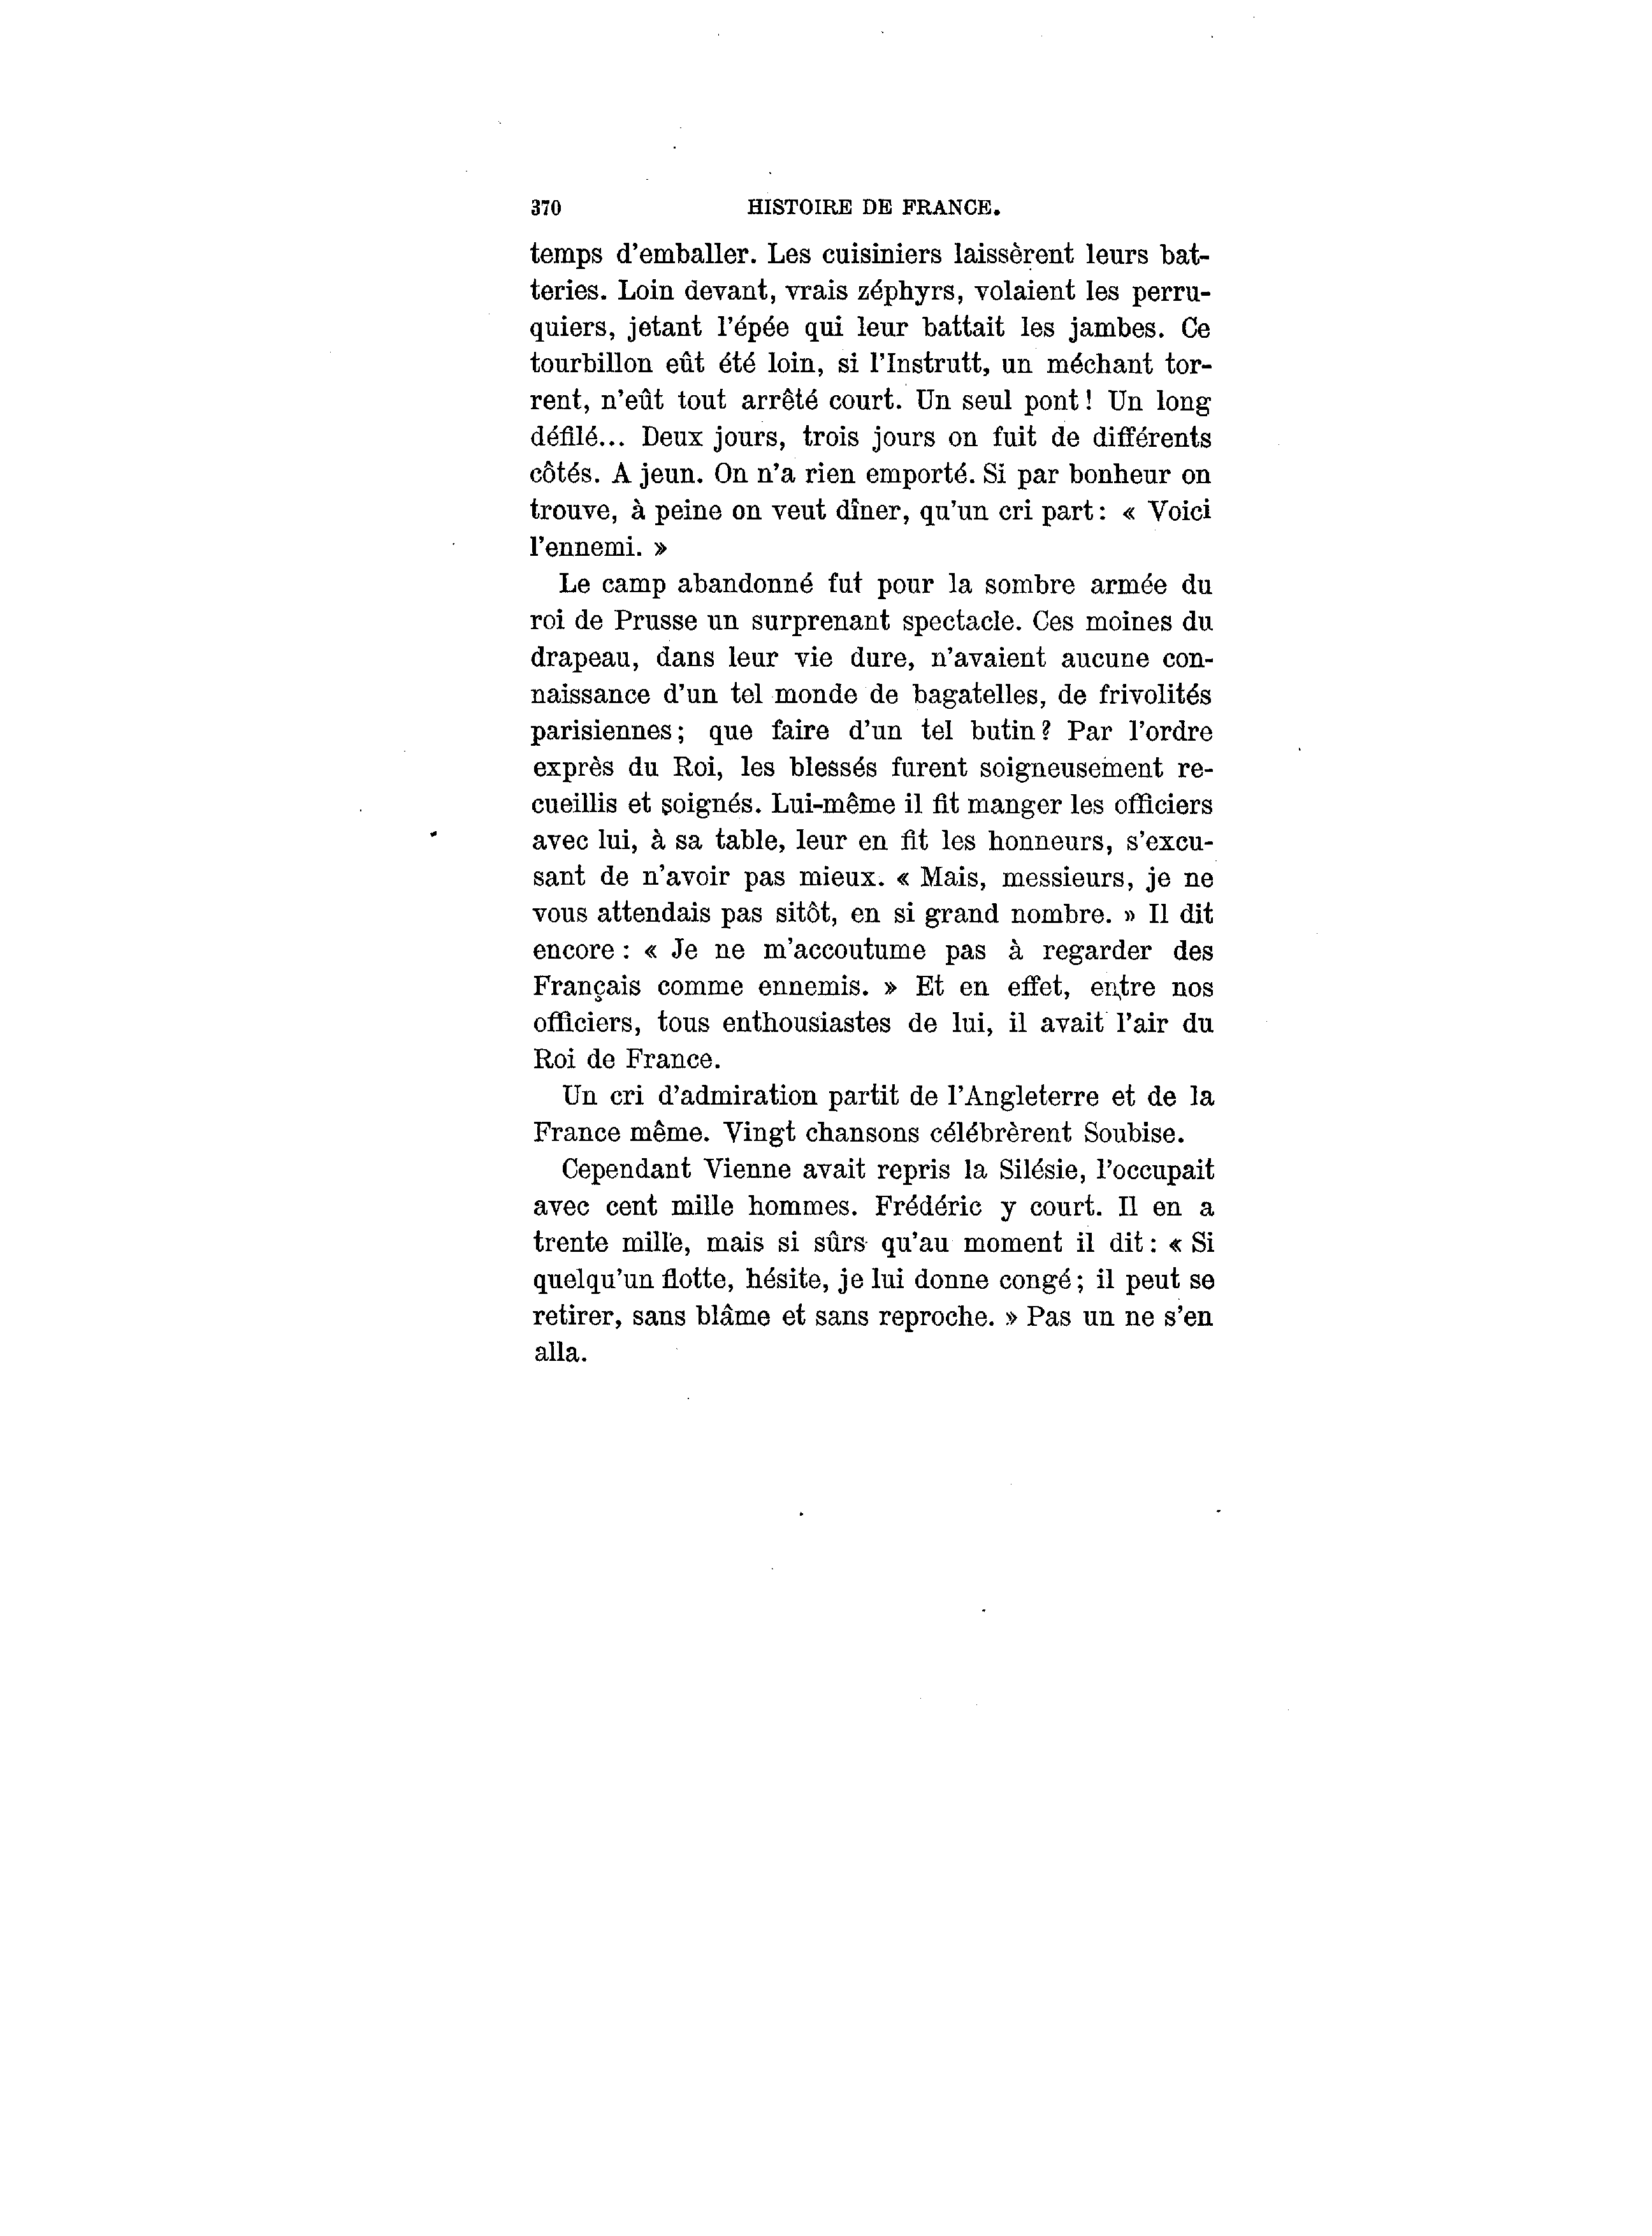 370 HISTOIRE DE FRANCE.
temps d'emballer. Les cuisiniers laissèrent leurs bat-
teries. Loin devant, vrais zéphyrs, volaient les perru-
quiers, jetant l'épée qui leur battait les jambes. Ce
tourbillon eût été loin, si l'Instrutt, un méchant tor-
rent, n'eût tout arrêté court. Un seul pont! Un long
défilé... Deux jours, trois jours on fuit de différents
côtés. A jeun. On n'a rien emporté. Si par bonheur on
trouve, à peine on veut dîner, qu'un cri part: « Voici
l'ennemi. »
Le camp abandonné fut pour la sombre armée du
roi de Prusse un surprenant spectacle. Ces moines du
drapeau, dans leur vie dure, n'avaient aucune con-
naissance d'un tel monde de bagatelles, de frivolités
parisiennes; que faire d'un tel butin? Par l'ordre
exprès du Roi, les blessés furent soigneusement re-
cueillis et soignés. Lui-même il fit manger les officiers
avec lui, à sa table, leur en fit les honneurs, s'excu-
sant de n'avoir pas mieux. « Mais, messieurs, je ne
vous attendais pas sitôt, en si grand nombre. » Il dit
encore : « Je ne m'accoutume pas à regarder des
Français comme ennemis. » Et en effet, entre nos
officiers, tous enthousiastes de lui, il avait l'air du
Roi de France.
Un cri d'admiration partit de l'Angleterre et de la
France même. Vingt chansons célébrèrent Soubise.
Cependant Vienne avait repris la Silésie, l'occupait
avec cent mille hommes. Frédéric y court. Il en a
trente mille, mais si sûrs qu'au moment il dit: « Si
quelqu'un flotte, hésite, je lui donne congé; il peut se
retirer, sans blâme et sans reproche. » Pas un ne s'en
alla.